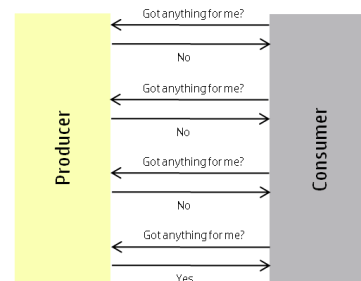 Got anything for me?
No
Got anything for me?
No
Producer
Consumer
Got anything for me?
No
Got anything for me?
Yes